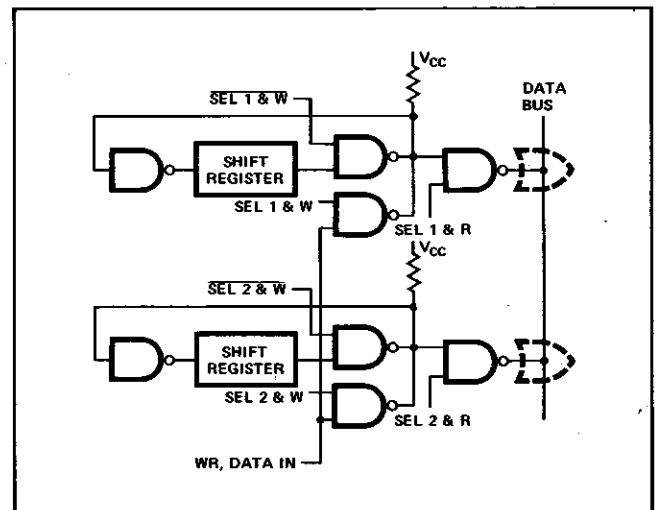 VCC
SEL 1 & W
DATA
BUS
SHIFT
REGISTER
SEL 1 & W
SEL 1 & R
VCC
SEL 2 & W
SHIFT
REGISTER
SEL 2 & W
SEL 2 & R
WR, DATA IN